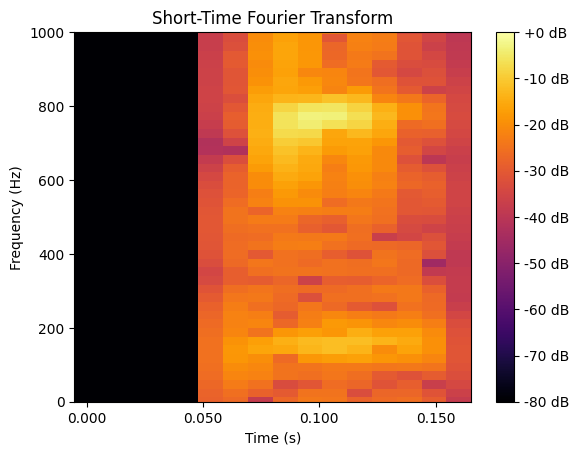 Short-Time Fourier Transform
1000
800
600
400
200
0
Frequency (Hz)
0.000
0.050
0.100
0.150
Time (s)
+0 dB
-10 dB
-20 dB
-30 dB
-40 dB
-50 dB
-60 dB
-70 dB
-80 dB